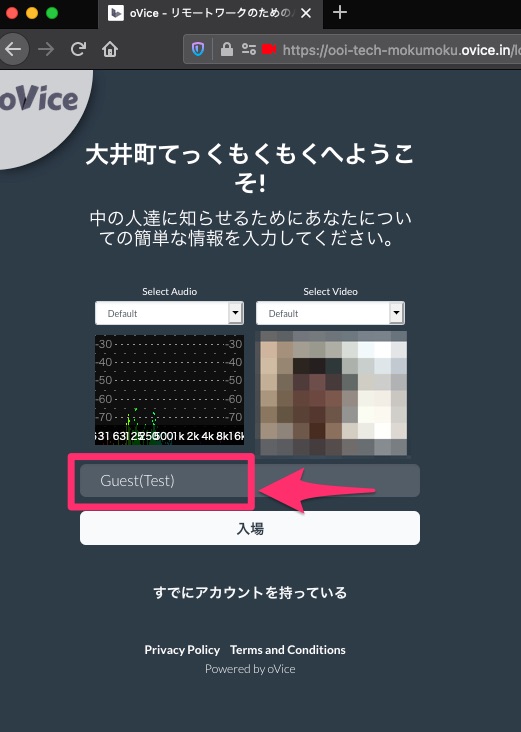 oVice - リモートワークのための
https://ooi-tech-mokumoku.ovice.in/l
oVice
大井町てっくもくもくへようこ
そ!
中の人達に知らせるためにあなたについ
ての簡単な情報を入力してください。
Select Audio Select Video
Default Default
-30 -30
-40 -40
-50 -50
-60 -60
-70 -70
31 63 125 250 500 1k 2k 4k 8k 16k
Guest(Test)
入場
すでにアカウントを持っている
Privacy Policy Terms and Conditions
Powered by oVice